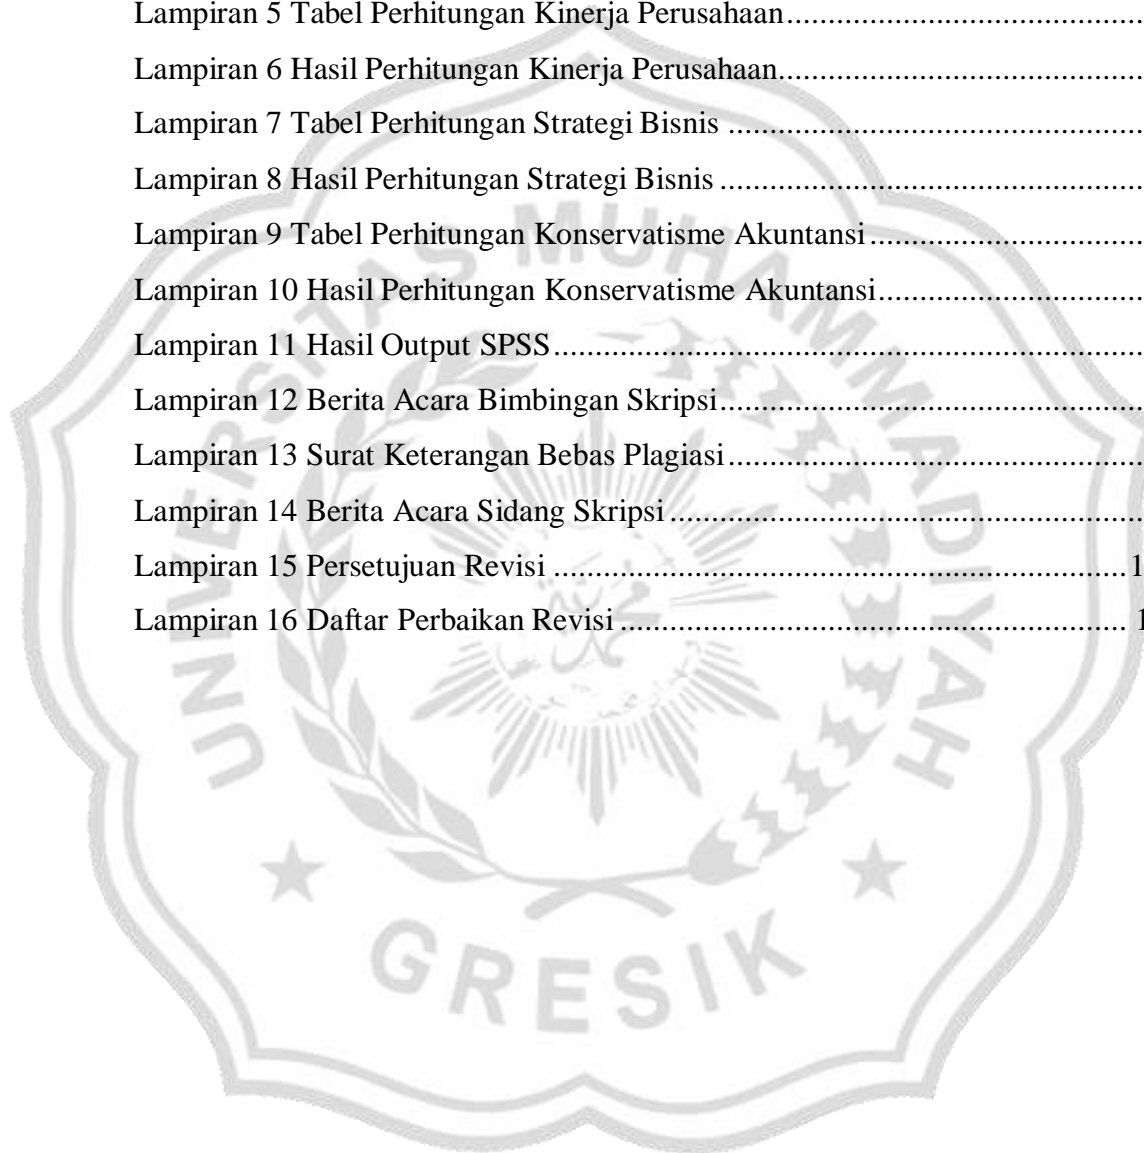 Lampiran 5 Tabel Perhitungan Kinerja Perusahaan
Lampiran 6 Hasil Perhitungan Kinerja Perusahaan
Lampiran 7 Tabel Perhitungan Strategi Bisnis
Lampiran 8 Hasil Perhitungan Strategi Bisnis
Lampiran 9 Tabel Perhitungan Konservatisme Akuntansi
Lampiran 10 Hasil Perhitungan Konservatisme Akuntansi
Lampiran 11 Hasil Output SPSS
Lampiran 12 Berita Acara Bimbingan Skripsi
Lampiran 13 Surat Keterangan Bebas Plagiasi
Lampiran 14 Berita Acara Sidang Skripsi
Lampiran 15 Persetujuan Revisi
Lampiran 16 Daftar Perbaikan Revisi
UNIVERSITAS MUHAMMADIYAH
GRESIK